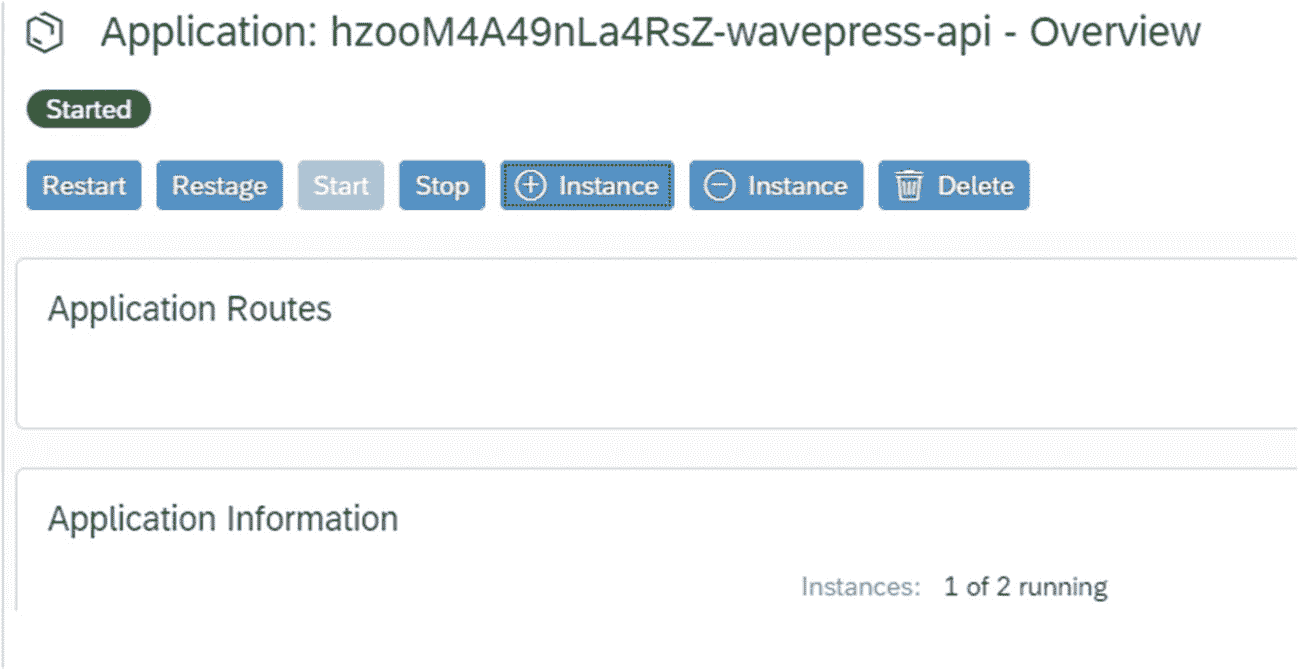 Application: hzooM4A49nLa4RsZ-wavepress-api - Overview
Started
Restart Restage Start Stop Instance Instance Delete
Application Routes
Application Information
Instances: 1 of 2 running